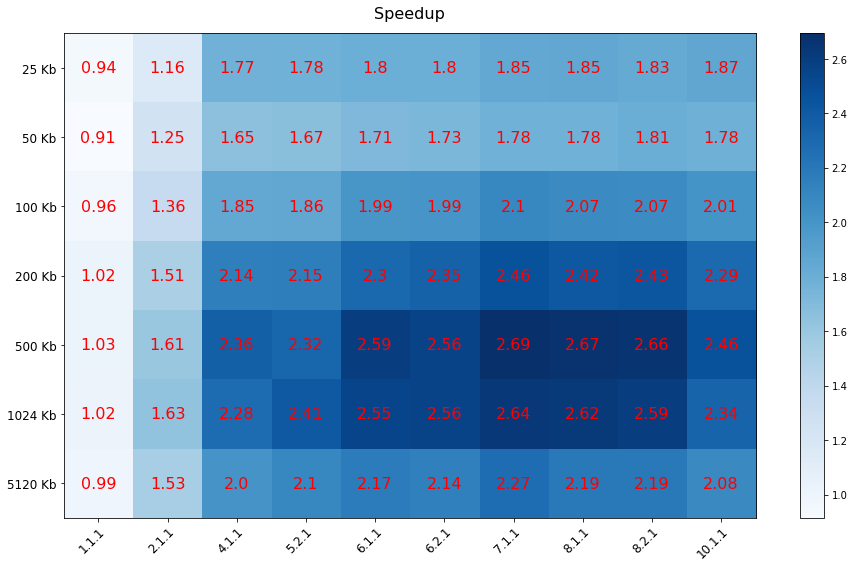 Speedup
25 Kb 0.94 1.16 1.77 1.78 1.8 1.8 1.85 1.85 1.83 1.87
50 Kb 0.91 1.25 1.65 1.67 1.71 1.73 1.78 1.78 1.81 1.78
100 Kb 0.96 1.36 1.85 1.86 1.99 1.99 2.1 2.07 2.07 2.01
200 Kb 1.02 1.51 2.14 2.15 2.3 2.35 2.46 2.42 2.43 2.29
500 Kb 1.03 1.61 2.36 2.32 2.59 2.56 2.69 2.67 2.66 2.46
1024 Kb 1.02 1.63 2.28 2.41 2.55 2.56 2.64 2.62 2.59 2.34
5120 Kb 0.99 1.53 2.0 2.1 2.17 2.14 2.27 2.19 2.19 2.08
1.1.1 2.1.1 4.1.1 5.2.1 6.1.1 6.2.1 7.1.1 8.1.1 8.2.1 10.1.1
2.6
2.4
2.2
2.0
1.8
1.6
1.4
1.2
1.0